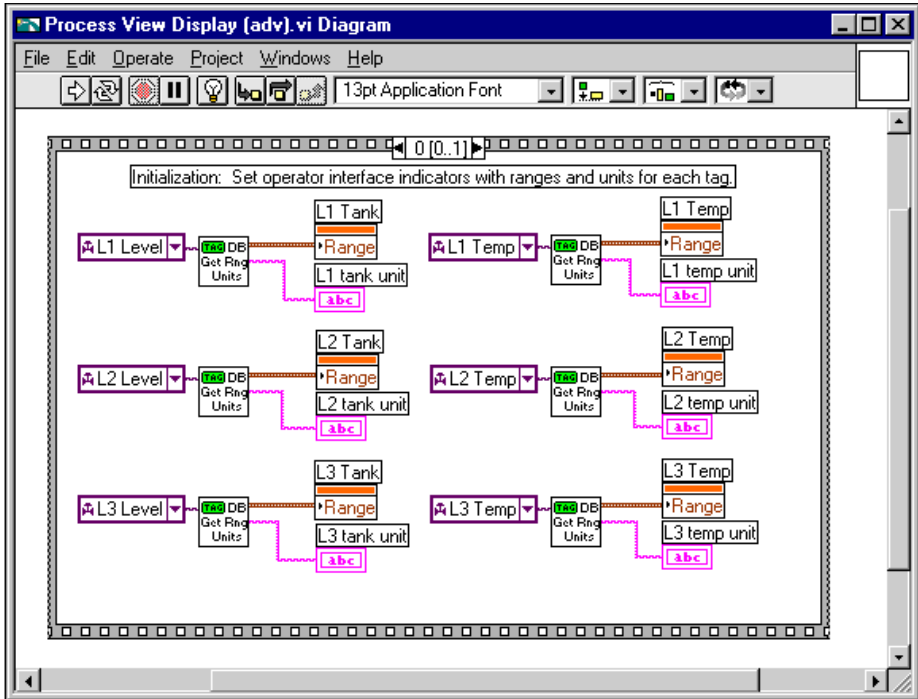 Process View Display (adv).vi Diagram
File Edit Operate Project Windows Help
13pt Application Font
0 [0..1]
Initialization: Set operator interface indicators with ranges and units for each tag.
L1 Level
TAG DB
Get Rng
Units
L1 Tank
Range
L1 tank unit
abc
L1 Temp
TAG DB
Get Rng
Units
L1 Temp
Range
L1 temp unit
abc
L2 Level
TAG DB
Get Rng
Units
L2 Tank
Range
L2 tank unit
abc
L2 Temp
TAG DB
Get Rng
Units
L2 Temp
Range
L2 temp unit
abc
L3 Level
TAG DB
Get Rng
Units
L3 Tank
Range
L3 tank unit
abc
L3 Temp
TAG DB
Get Rng
Units
L3 Temp
Range
L3 temp unit
abc